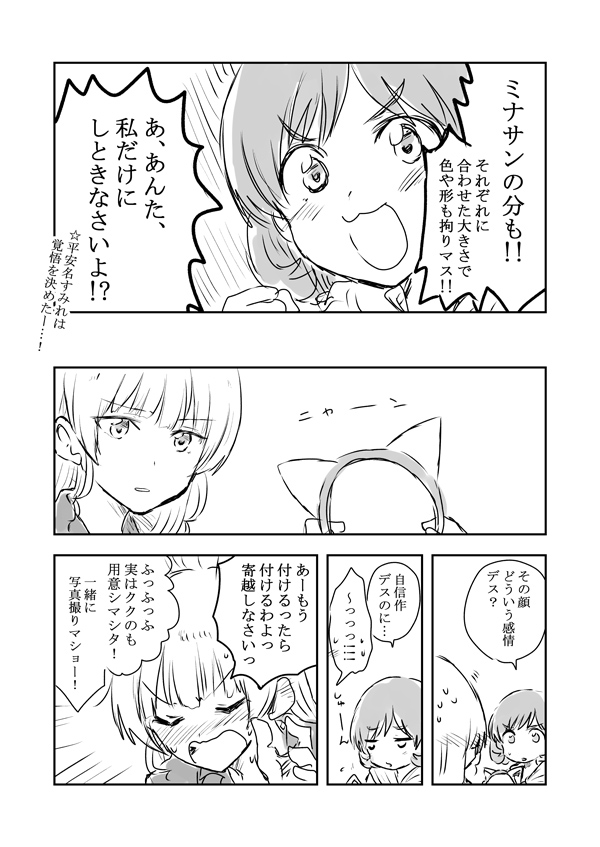 ミナサンの分も!!
それぞれに
合わせた大きさで
色や形も拘りマス!!
あ、あんた、
私だけに
しときなさいよ!?
☆平安名すみれは
覚悟を決めた―…!
ニャーーン
その顔
どういう感情
デス?
自信作
デスのに…
～っっっ!!!
しゅーん
あーもう
付けるったら
付けるわよっ
寄越しなさいっ
ふっふっふ
実はククのも
用意シマシタ!
一緒に
写真撮りマショー!